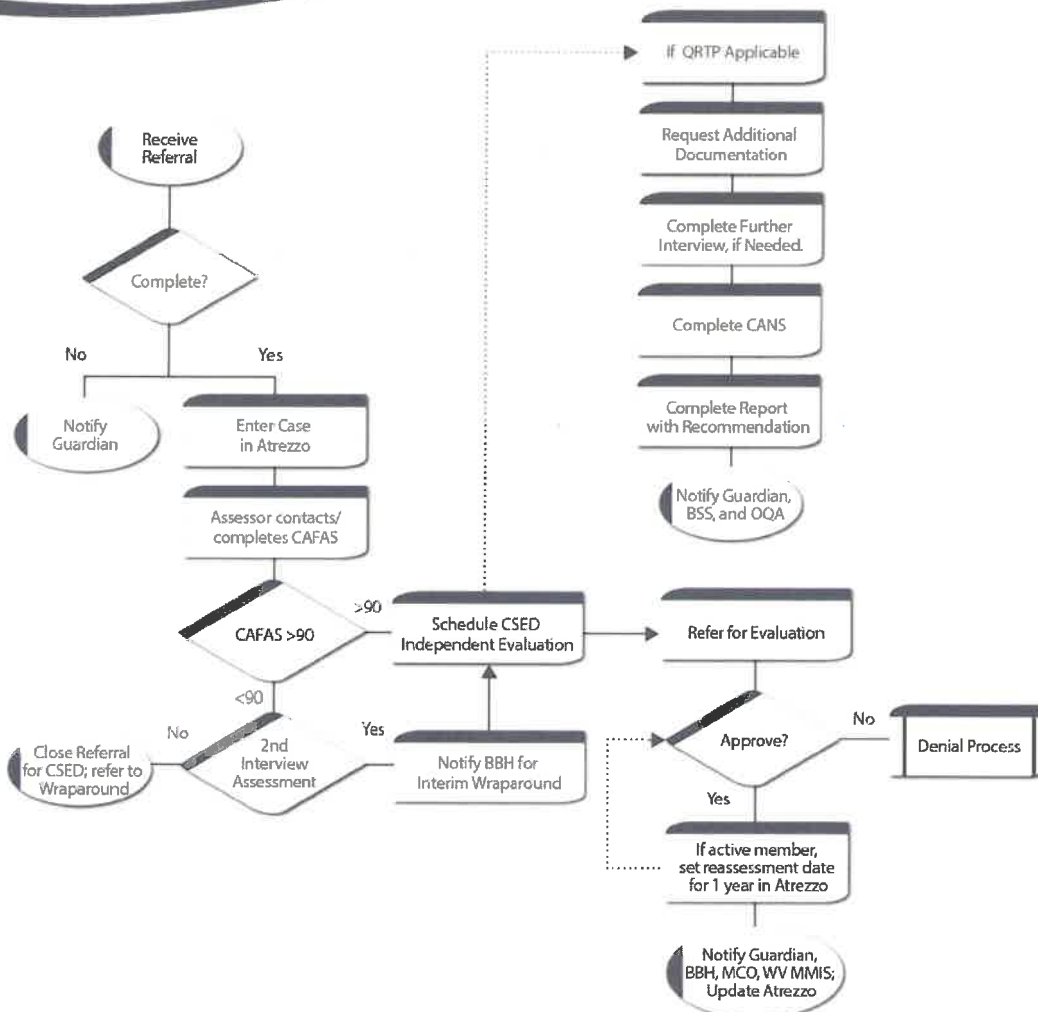 If QRTP Applicable
Request Additional
Documentation
Complete Further
Interview, if Needed.
Complete CANS
Complete Report
with Recommendation
Notify Guardian,
BSS, and OQA
Receive
Referral
Complete?
No
Yes
Notify
Guardian
Enter Case
in Atrezzo
Assessor contacts/
completes CAFAS
CAFAS >90
>90
<90
Schedule CSED
Independent Evaluation
Refer for Evaluation
No
2nd
Interview
Assessment
Yes
Close Referral
for CSED; refer to
Wraparound
Notify BBH for
Interim Wraparound
Approve?
No
Denial Process
Yes
If active member,
set reassessment date
for 1 year in Atrezzo
Notify Guardian,
BBH, MCO, WV MMIS;
Update Atrezzo